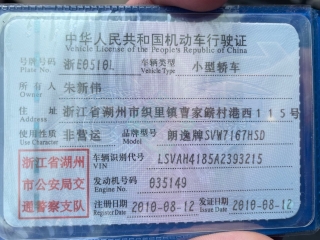 中华人民共和国机动车行驶证
Vehicle License of the People's Republic of China
号牌号码 浙E0S10L 车辆类型 小型轿车
Plate No. Vehicle Type
所有人 朱新伟
Owner
住址 浙江省湖州市织里镇曹家簖村港西115号
Address
使用性质 非营运 品牌型号 朗逸牌SVW7167HSD
Use Character Model
浙江省湖州市公安局交通警察支队
车辆识别代号 LSVAH4185A2393215
VIN
发动机号码 035149
Engine No.
注册日期 2010-08-12 发证日期 2010-08-12
Register Date Issue Date